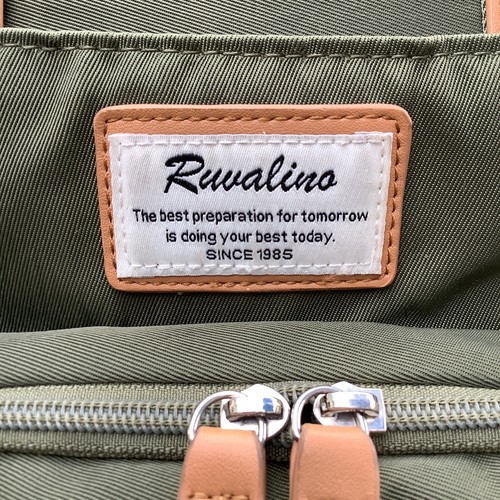 Ruvalino
The best preparation for tomorrow
is doing your best today.
SINCE 1985